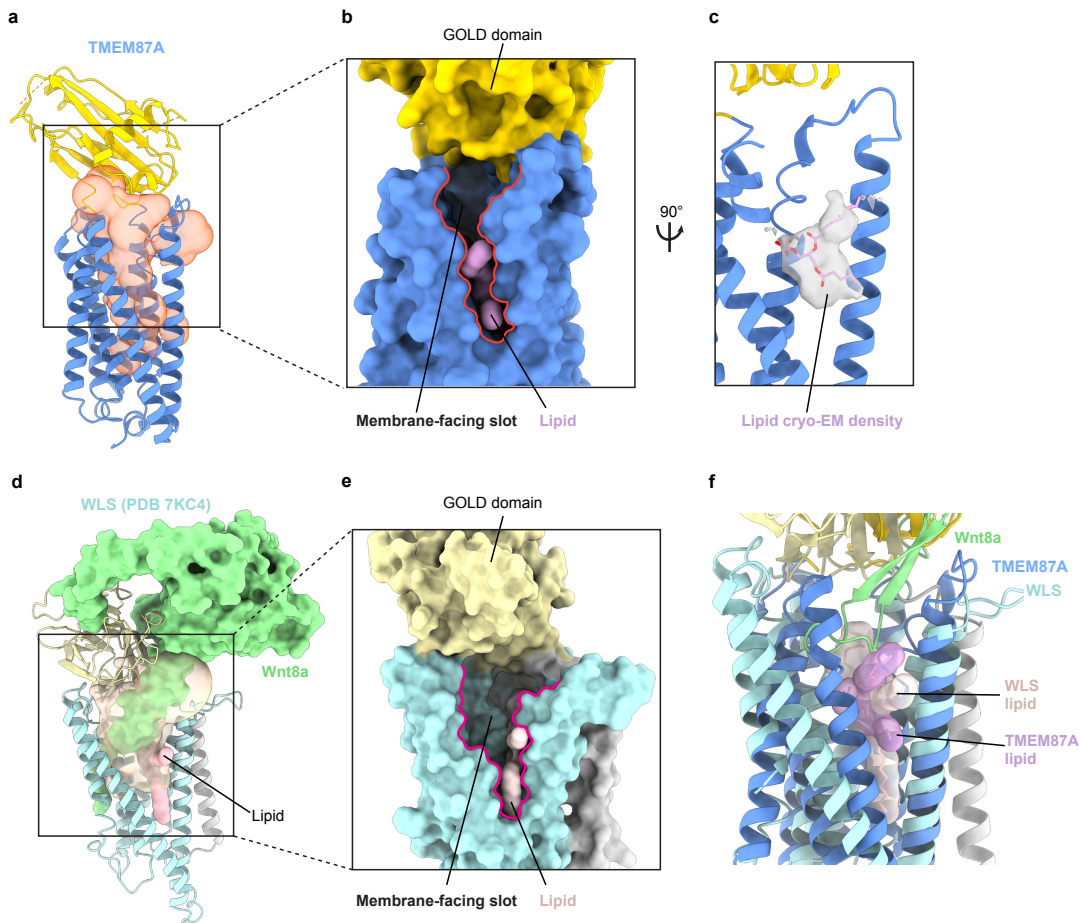 a
TMEM87A
b
GOLD domain
Membrane-facing slot
Lipid
90°
c
Lipid cryo-EM density
d
WLS (PDB 7KC4)
Wnt8a
Lipid
e
GOLD domain
Membrane-facing slot
Lipid
f
Wnt8a
TMEM87A
WLS
WLS
lipid
TMEM87A
lipid